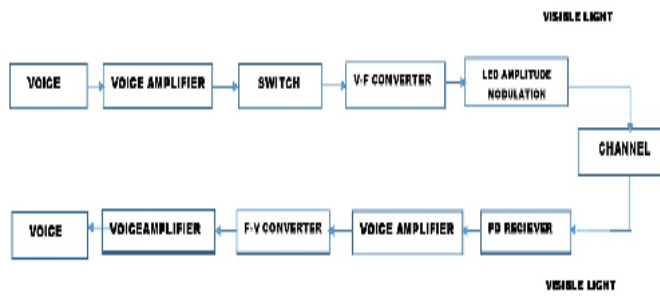 VISIBLE LIGHT
VOICE
VOICE AMPLIFIER
SWITCH
V-F CONVERTER
LED AMPLITUDE
NODULATION
CHANNEL
VOICE
VOICEAMPLIFIER
F-V CONVERTER
VOICE AMPLIFIER
PD RECIEVER
VISIBLE LIGHT